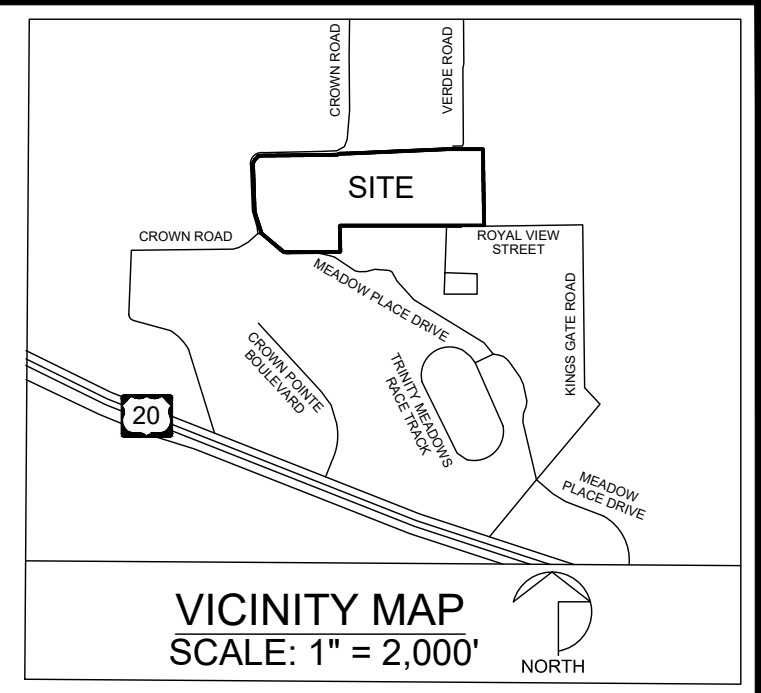 CROWN ROAD
VERDE ROAD
SITE
CROWN ROAD
ROYAL VIEW
STREET
MEADOW PLACE DRIVE
KINGS GATE ROAD
CROWN POINTE
BOULEVARD
TRINITY MEADOWS
RACE TRACK
20
MEADOW
PLACE DRIVE
VICINITY MAP
SCALE: 1" = 2,000'
NORTH